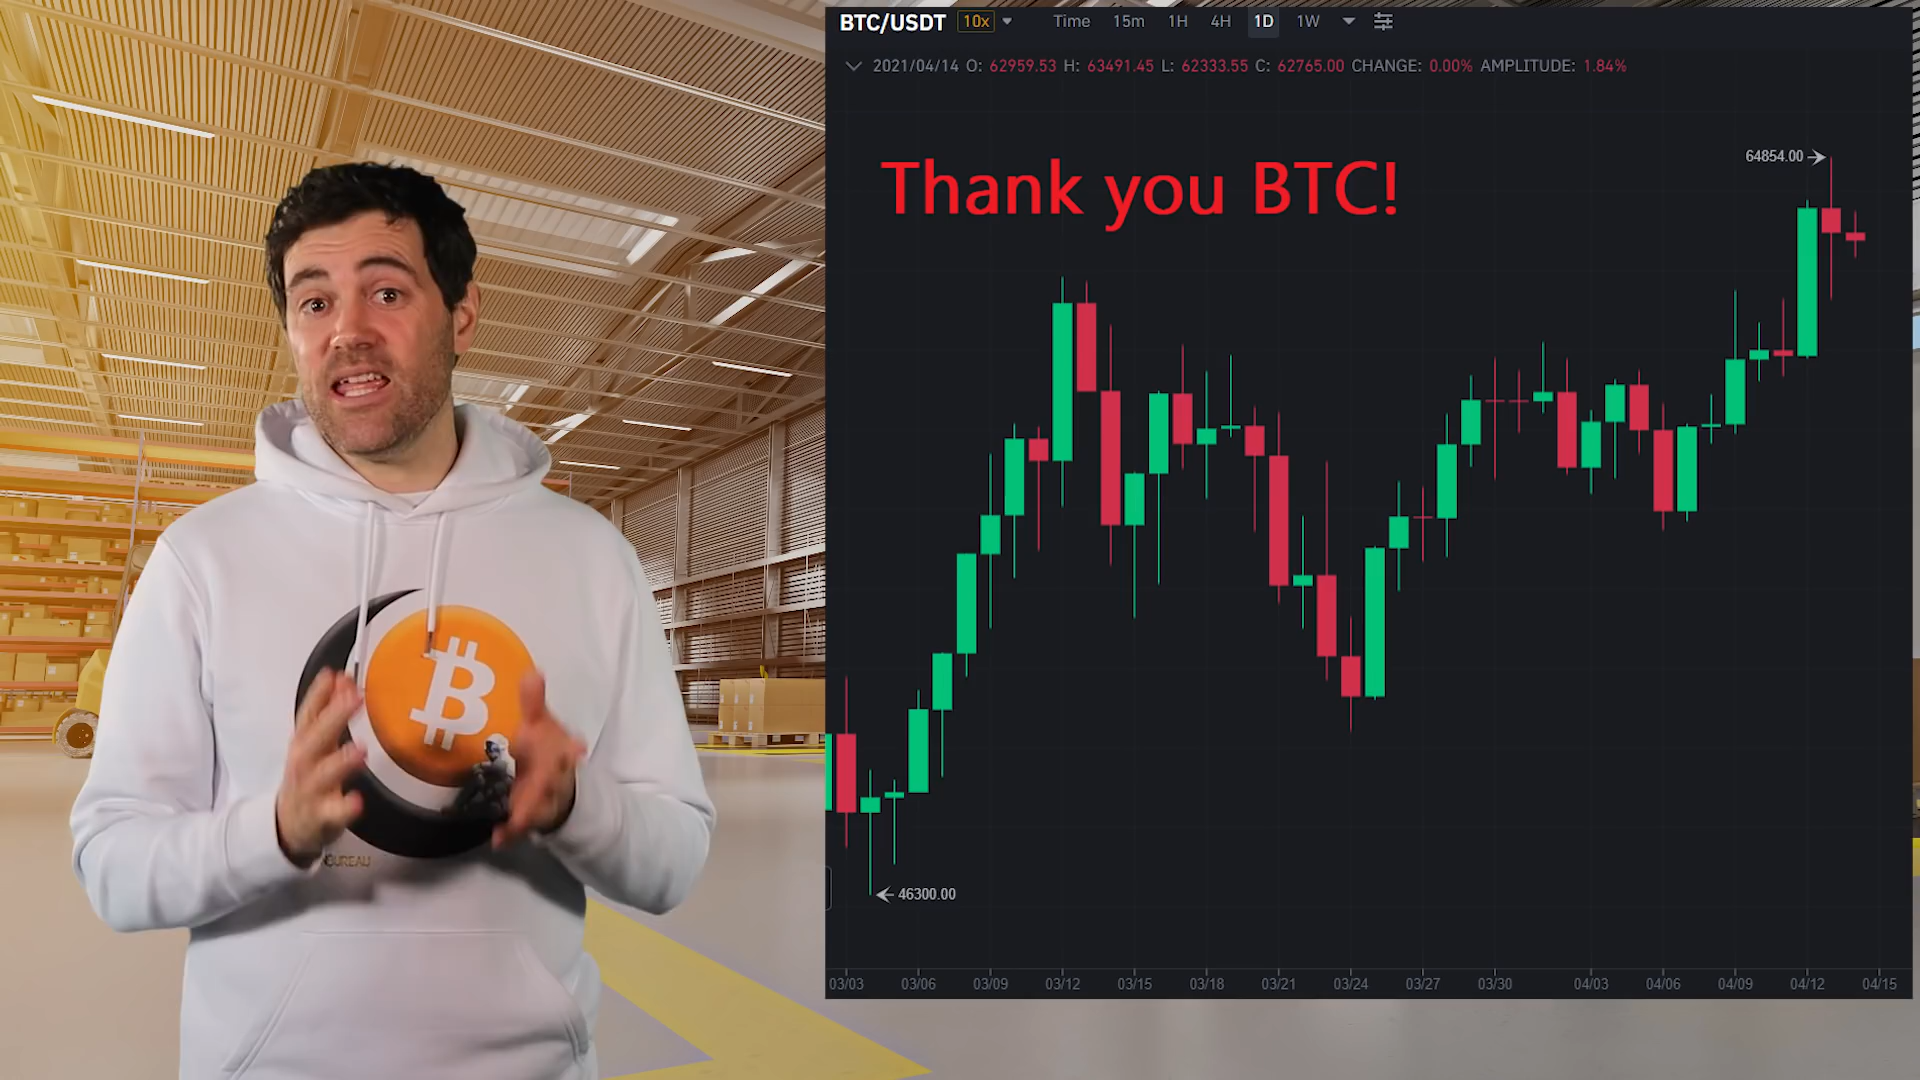 BTC/USDT 10x Time 15m 1H 4H 1D 1W
2021/04/14 O: 62959.53 H: 63491.45 L: 62333.55 C: 62765.00 CHANGE: 0.00% AMPLITUDE: 1.84%
64854.00
Thank you BTC!
46300.00
03/03 03/06 03/09 03/12 03/15 03/18 03/21 03/24 03/27 03/30 04/03 04/06 04/09 04/12 04/15